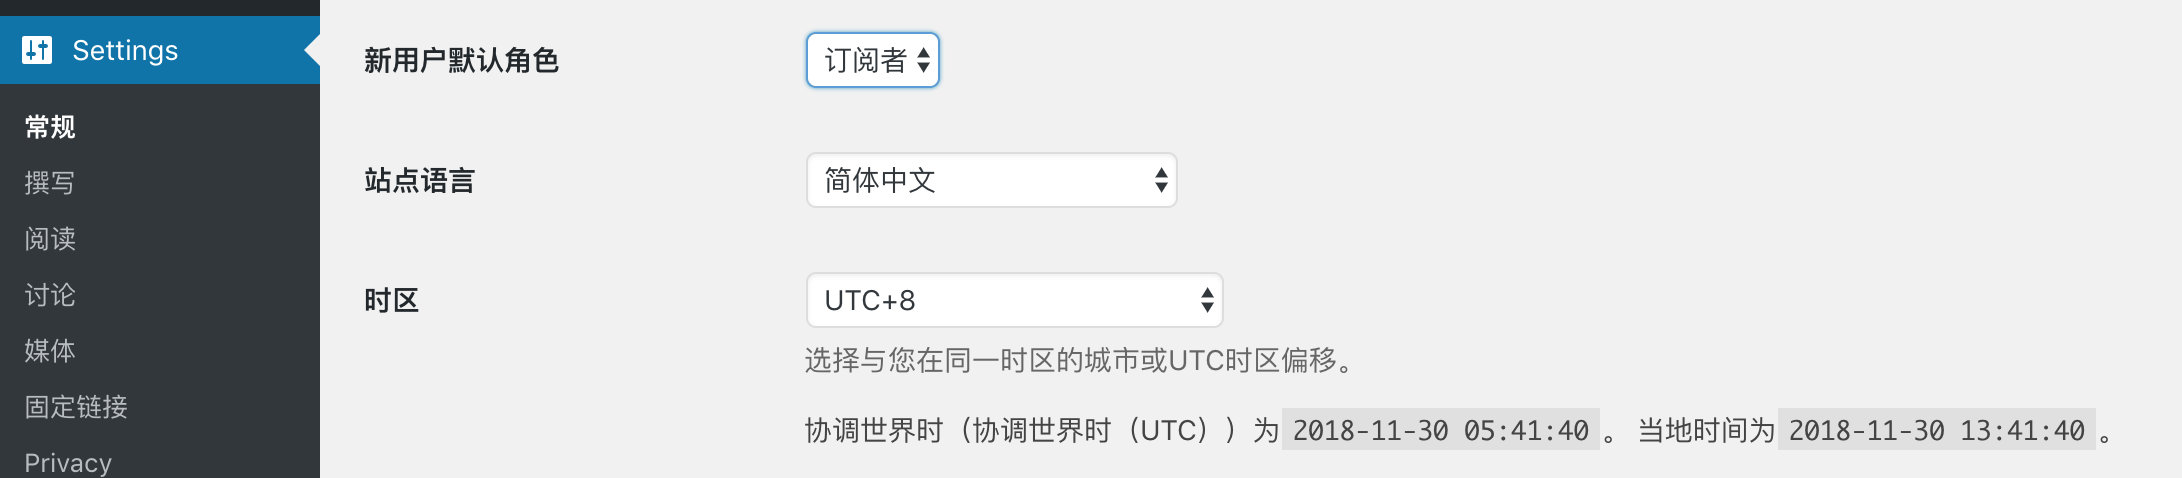 Settings
常规
撰写
阅读
讨论
媒体
固定链接
Privacy
新用户默认角色
订阅者
站点语言
简体中文
时区
UTC+8
选择与您在同一时区的城市或UTC时区偏移。
协调世界时（协调世界时（UTC））为 2018-11-30 05:41:40 。 当地时间为 2018-11-30 13:41:40 。